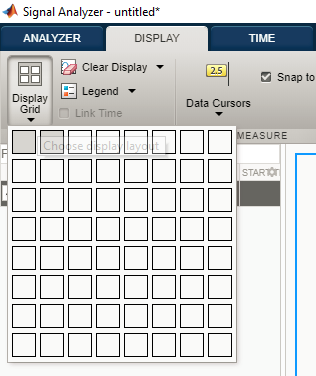 Signal Analyzer - untitled*
ANALYZER DISPLAY TIME
Display Grid
Clear Display
Legend
Link Time
2.5
Data Cursors
Snap to
MEASURE
Choose display layout
START